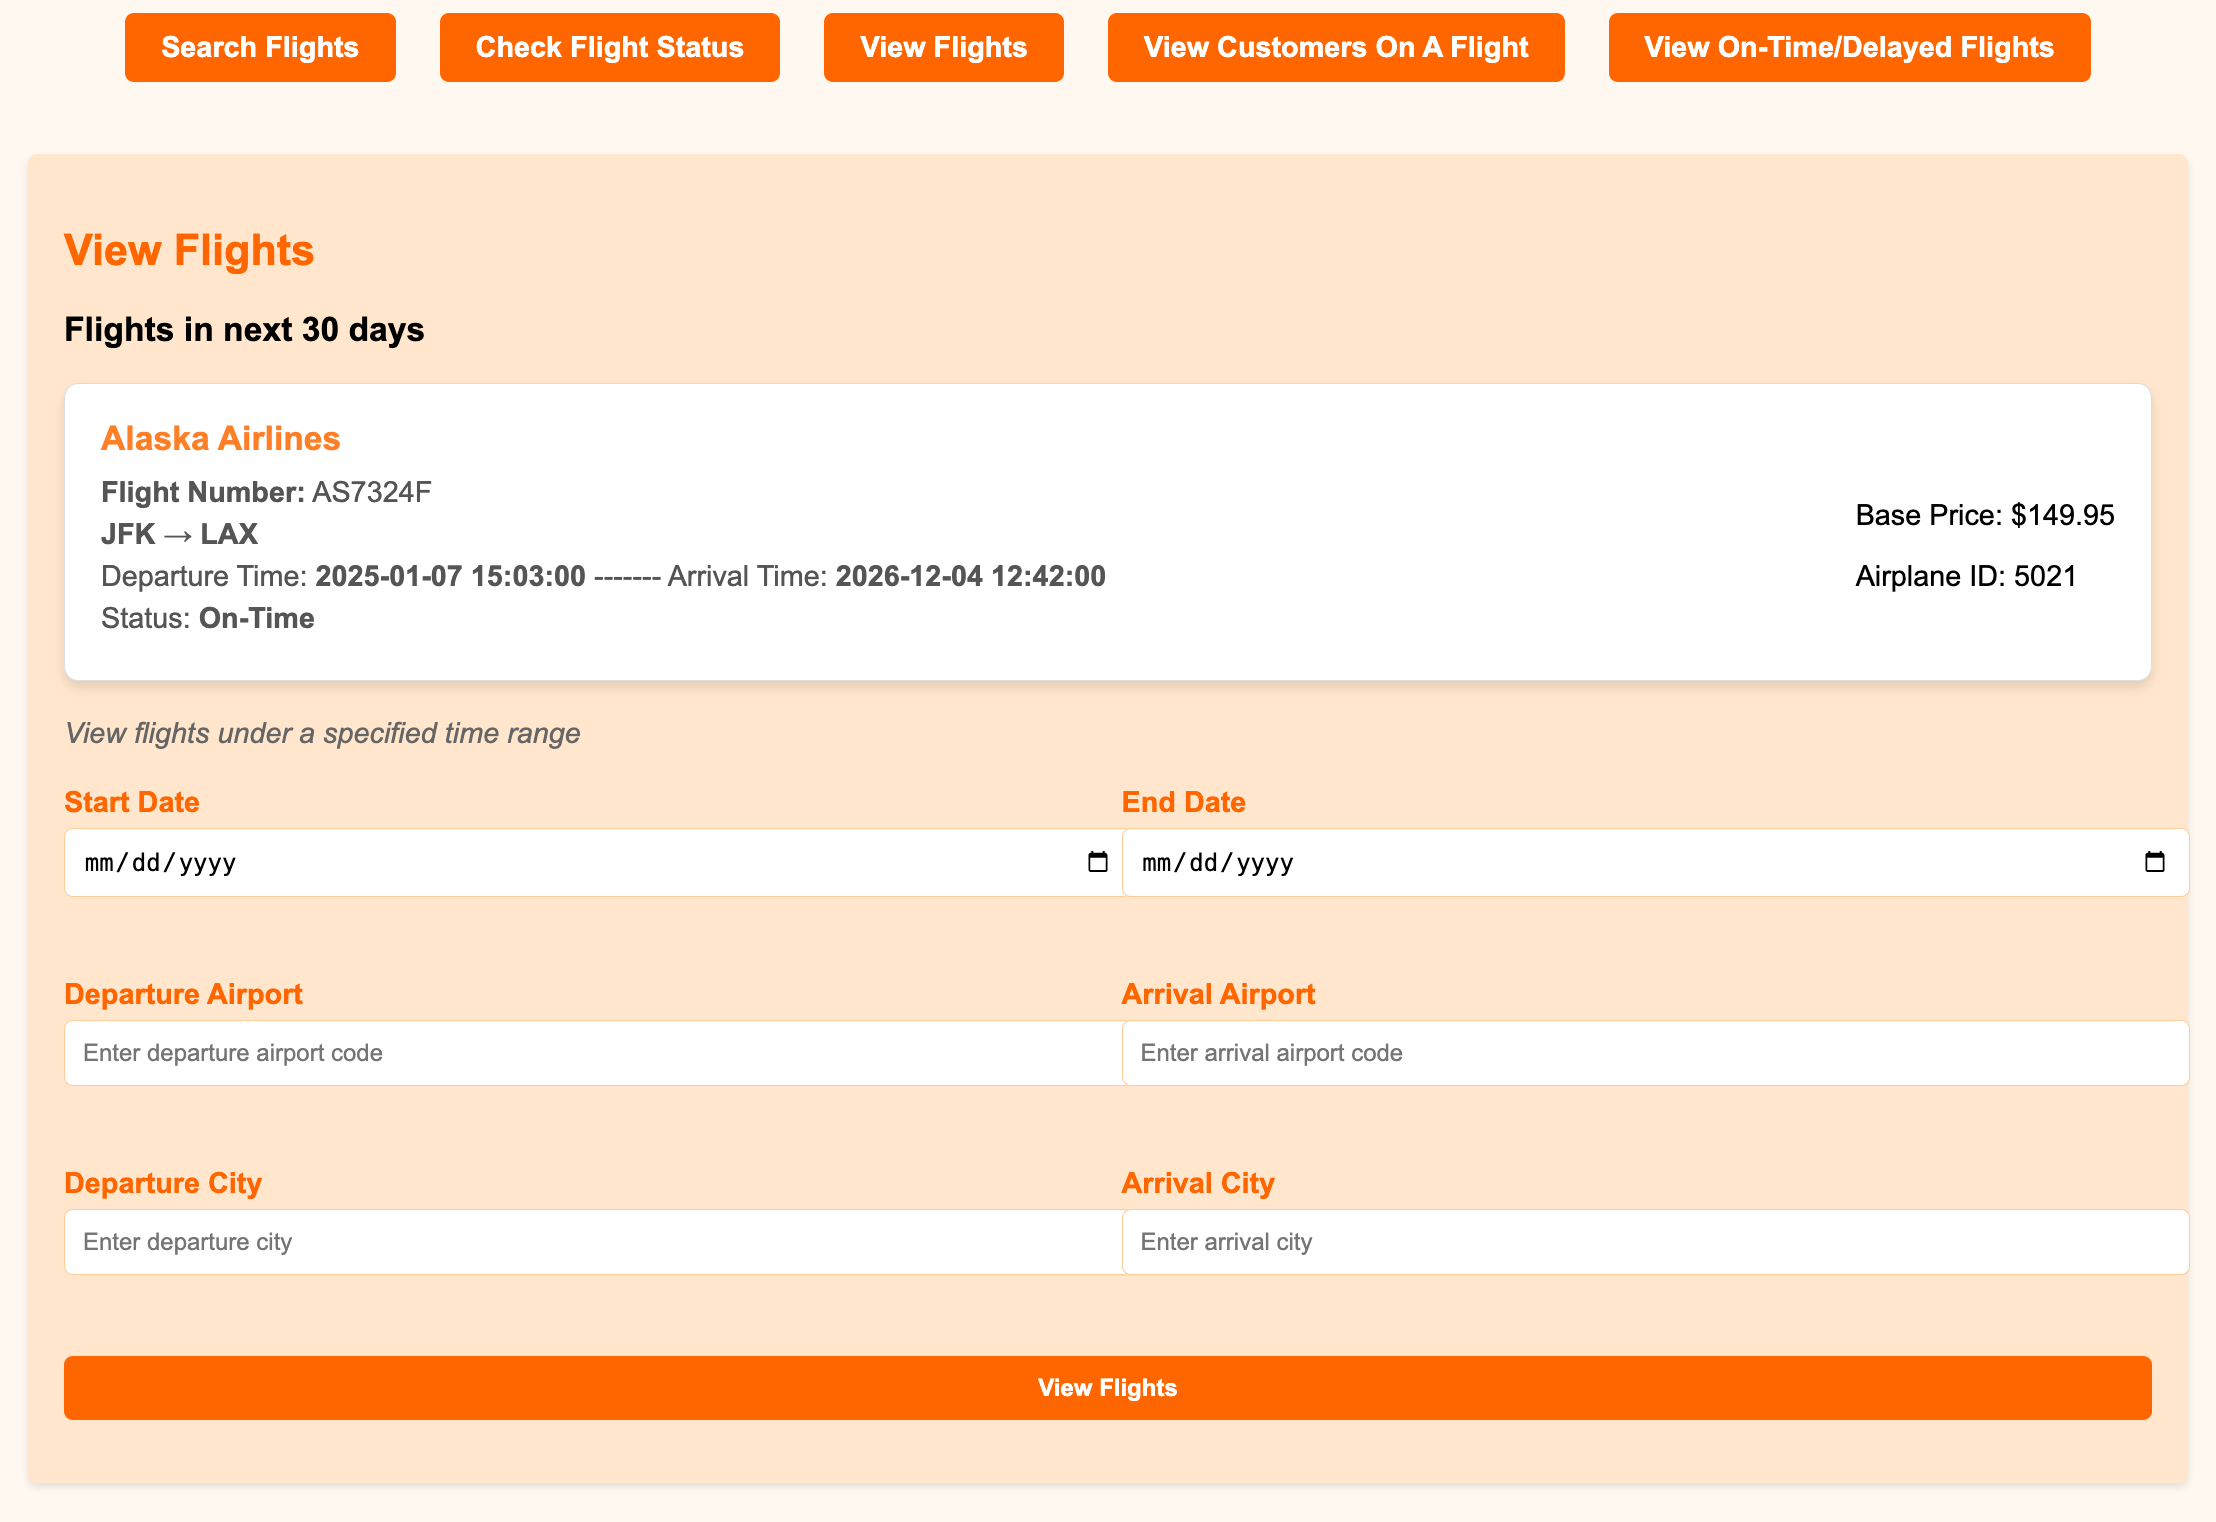 Search Flights
Check Flight Status
View Flights
View Customers On A Flight
View On-Time/Delayed Flights
View Flights
Flights in next 30 days
Alaska Airlines
Flight Number: AS7324F
JFK → LAX
Departure Time: 2025-01-07 15:03:00 ------- Arrival Time: 2026-12-04 12:42:00
Status: On-Time
Base Price: $149.95
Airplane ID: 5021
View flights under a specified time range
Start Date
mm/dd/yyyy
End Date
mm/dd/yyyy
Departure Airport
Enter departure airport code
Arrival Airport
Enter arrival airport code
Departure City
Enter departure city
Arrival City
Enter arrival city
View Flights